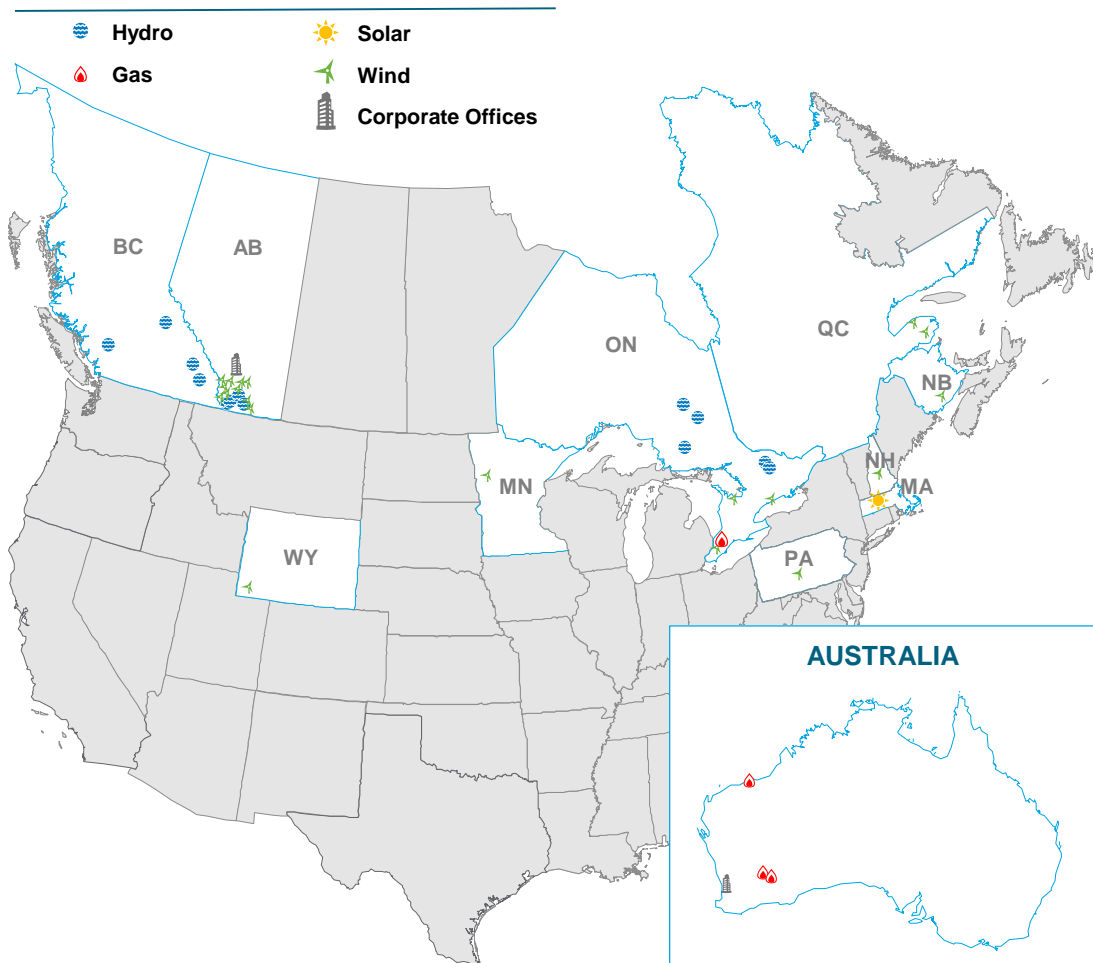 Hydro
Solar
Gas
Wind
Corporate Offices
BC
AB
ON
QC
NB
NH
MA
MN
WY
PA
AUSTRALIA